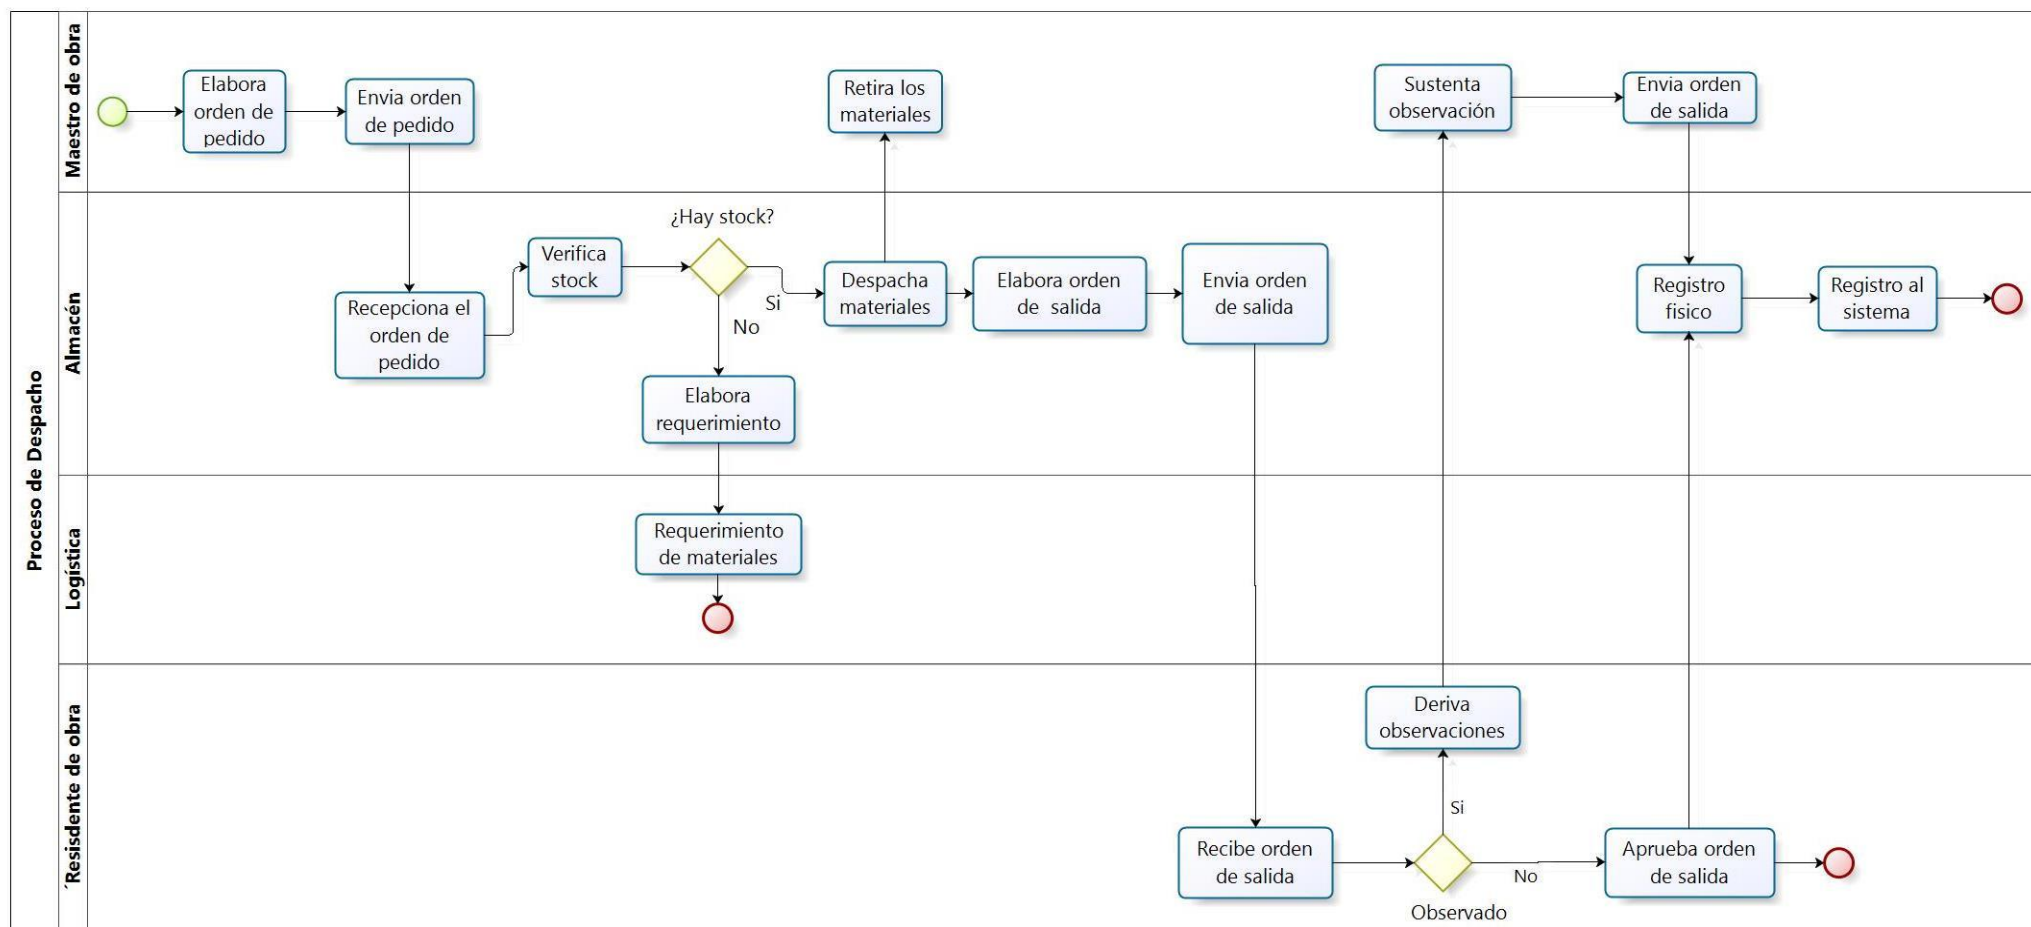 Proceso de Despacho
Maestro de obra
Elabora
orden de
pedido
Envia orden
de pedido
Retira los
materiales
Sustenta
observación
Envia orden
de salida
Almacén
Recepciona el
orden de
pedido
Verifica
stock
¿Hay stock?
Si
No
Despacha
materiales
Elabora orden
de salida
Envia orden
de salida
Elabora
requerimiento
Registro
fisico
Registro al
sistema
Logística
Requerimiento
de materiales
´Resisdente de obra
Recibe orden
de salida
Observado
Si
No
Deriva
observaciones
Aprueba orden
de salida